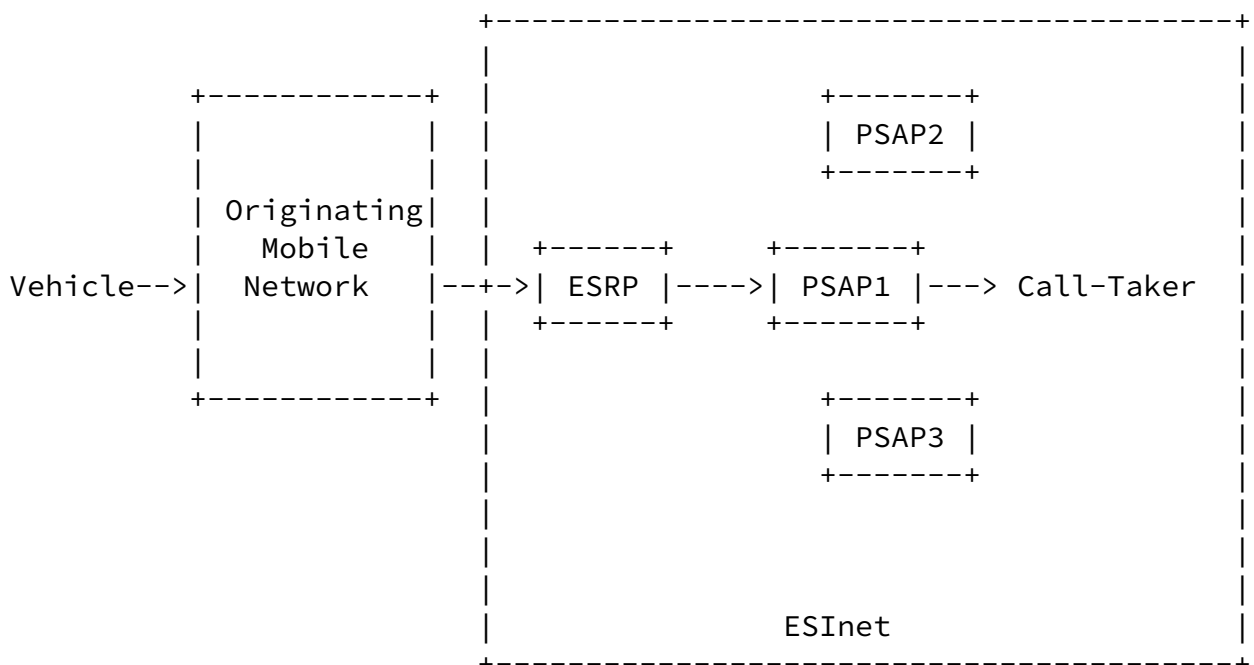 PSAP2
Originating
Mobile
Vehicle--> Network --+-> ESRP ----> PSAP1 ---> Call-Taker
PSAP3
ESInet